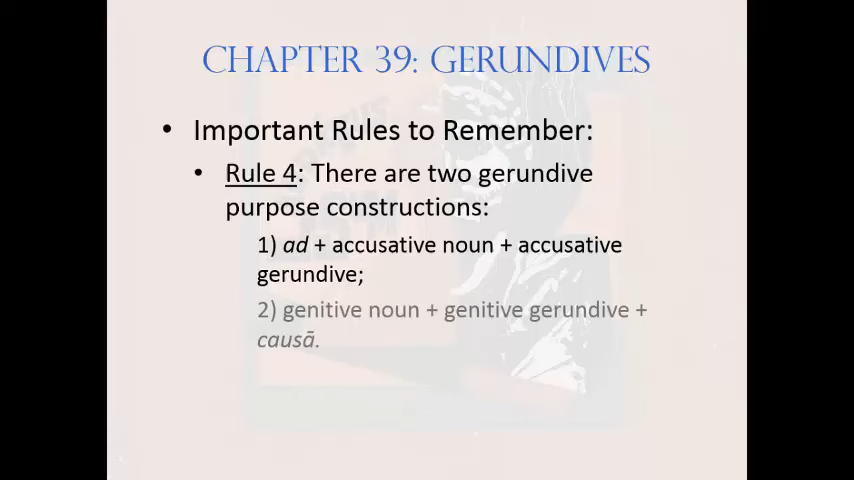 CHAPTER 39: GERUNDIVES
• Important Rules to Remember:
• Rule 4: There are two gerundive
purpose constructions:
1) ad + accusative noun + accusative
gerundive;
2) genitive noun + genitive gerundive +
causā.